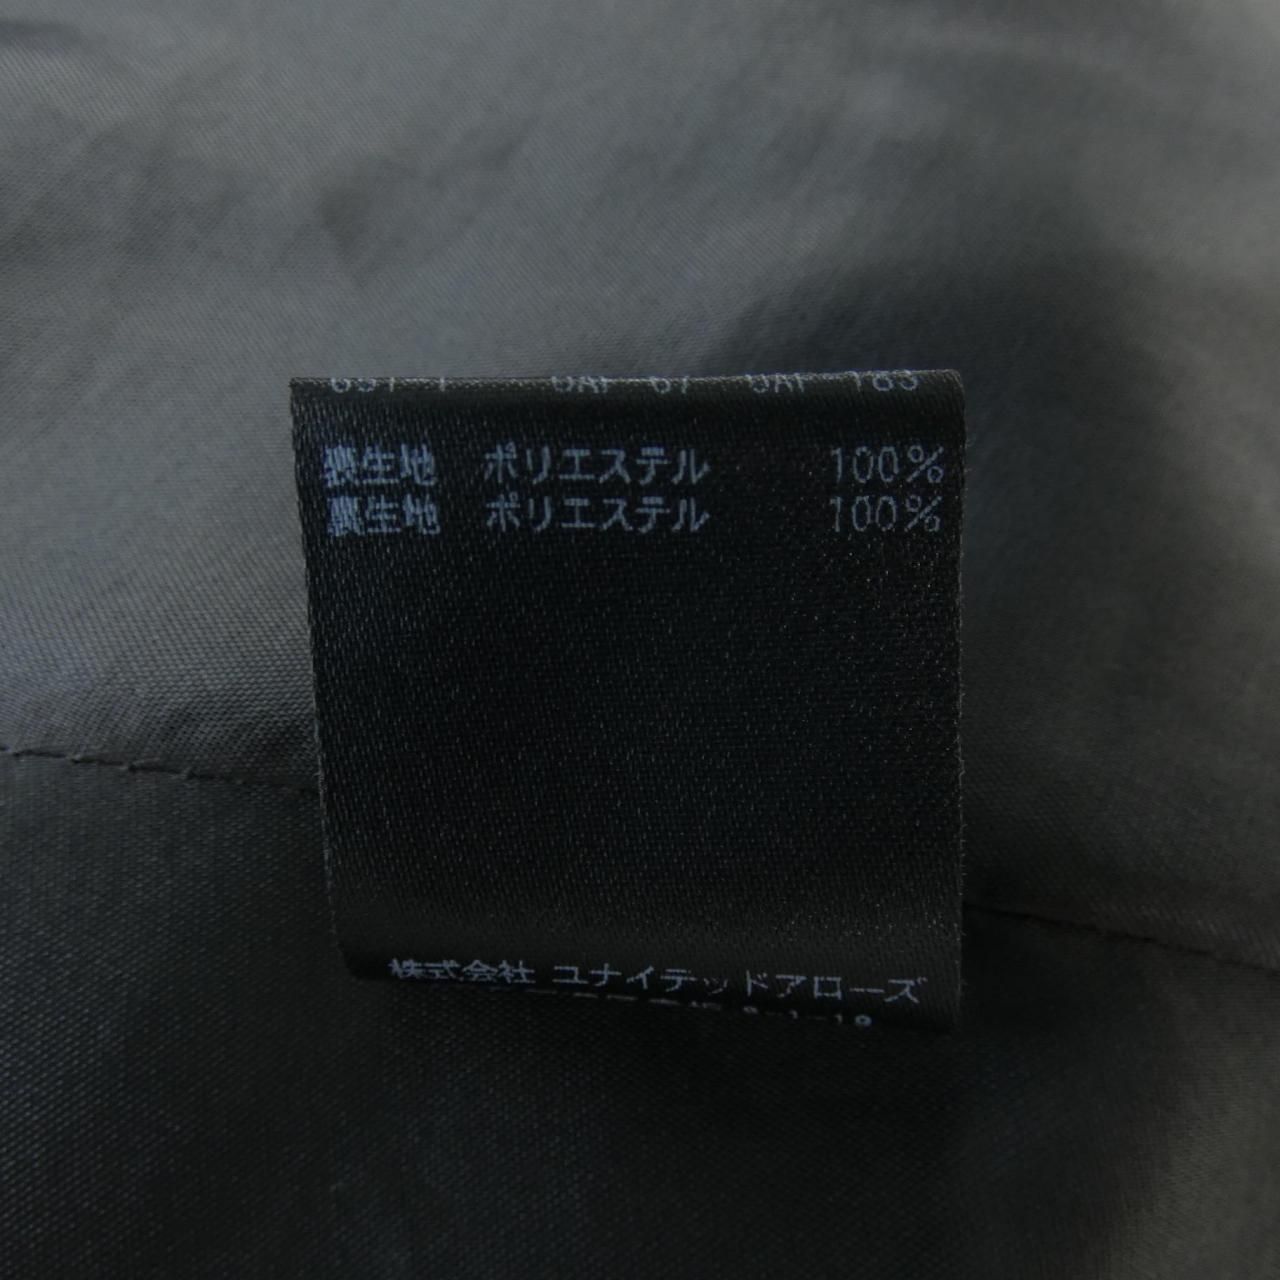 表生地 ポリエステル 100%
裏生地 ポリエステル 100%
株式会社 ユナイテッドアローズ